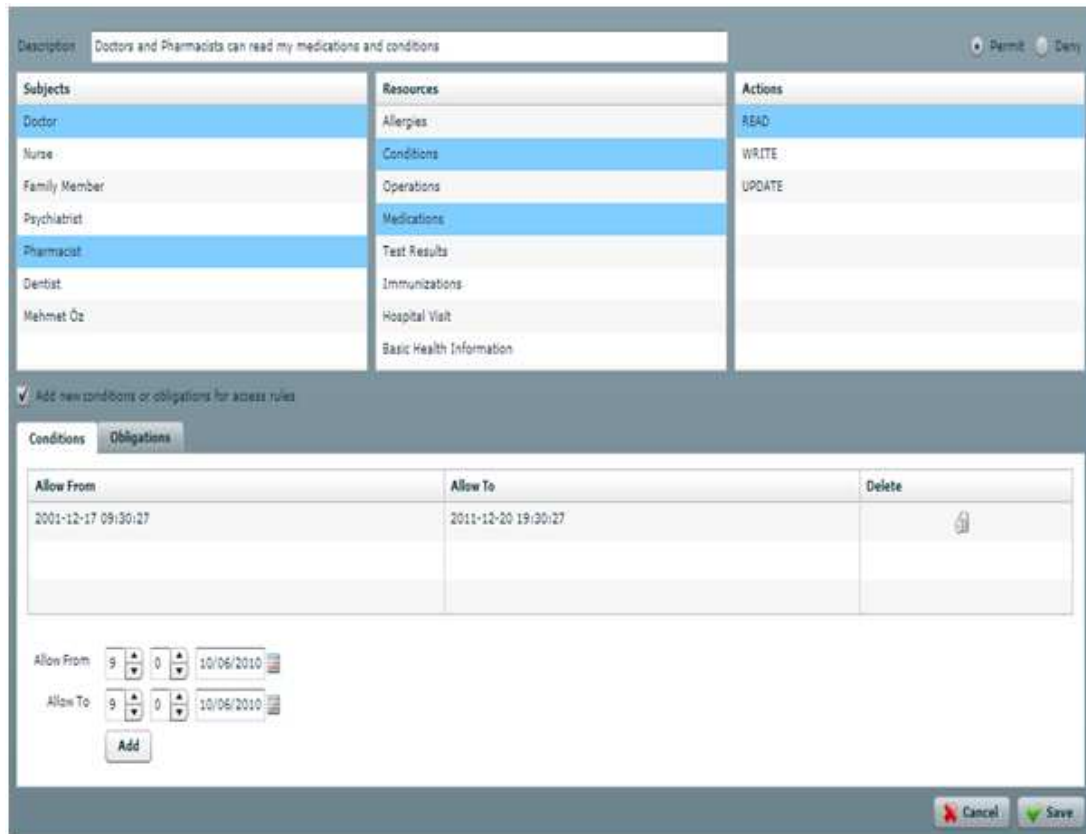 Description Doctors and Pharmacists can read my medications and conditions Permit Deny
Subjects Resources Actions
Doctor Allergies READ
Nurse Conditions WRITE
Family Member Operations UPDATE
Psychiatrist Medications
Pharmacist Test Results
Dentist Immunizations
Mehmet Öz Hospital Visit
Basic Health Information
Add new conditions or obligations for access rules
Conditions Obligations
Allow From Allow To Delete
2001-12-17 09:30:27 2011-12-20 19:30:27
Allow From 9 0 10/06/2010
Allow To 9 0 10/06/2010
Add
Cancel Save